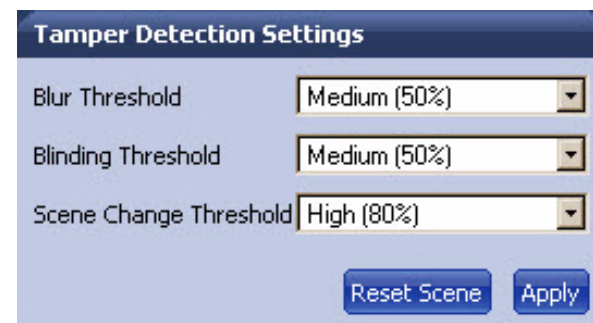 Tamper Detection Settings
Blur Threshold Medium (50%)
Blinding Threshold Medium (50%)
Scene Change Threshold High (80%)
Reset Scene Apply